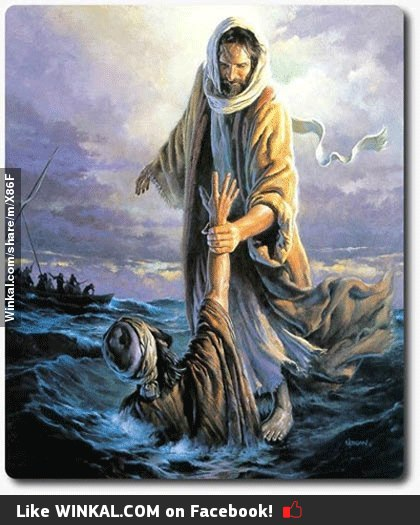 Winkal.com/share/m/X86F
Like WINKAL.COM on Facebook!